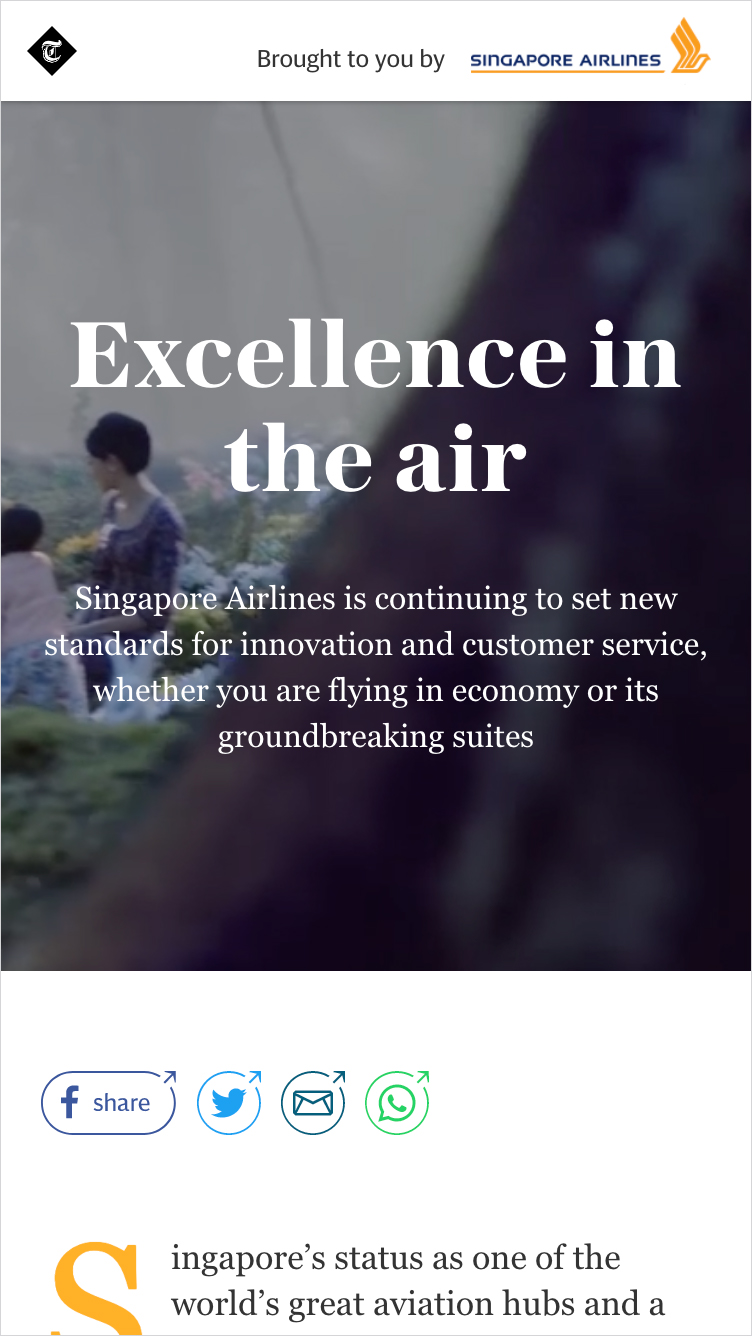 T
Brought to you by SINGAPORE AIRLINES
Excellence in
the air
Singapore Airlines is continuing to set new
standards for innovation and customer service,
whether you are flying in economy or its
groundbreaking suites
f share
Singapore’s status as one of the
world’s great aviation hubs and a